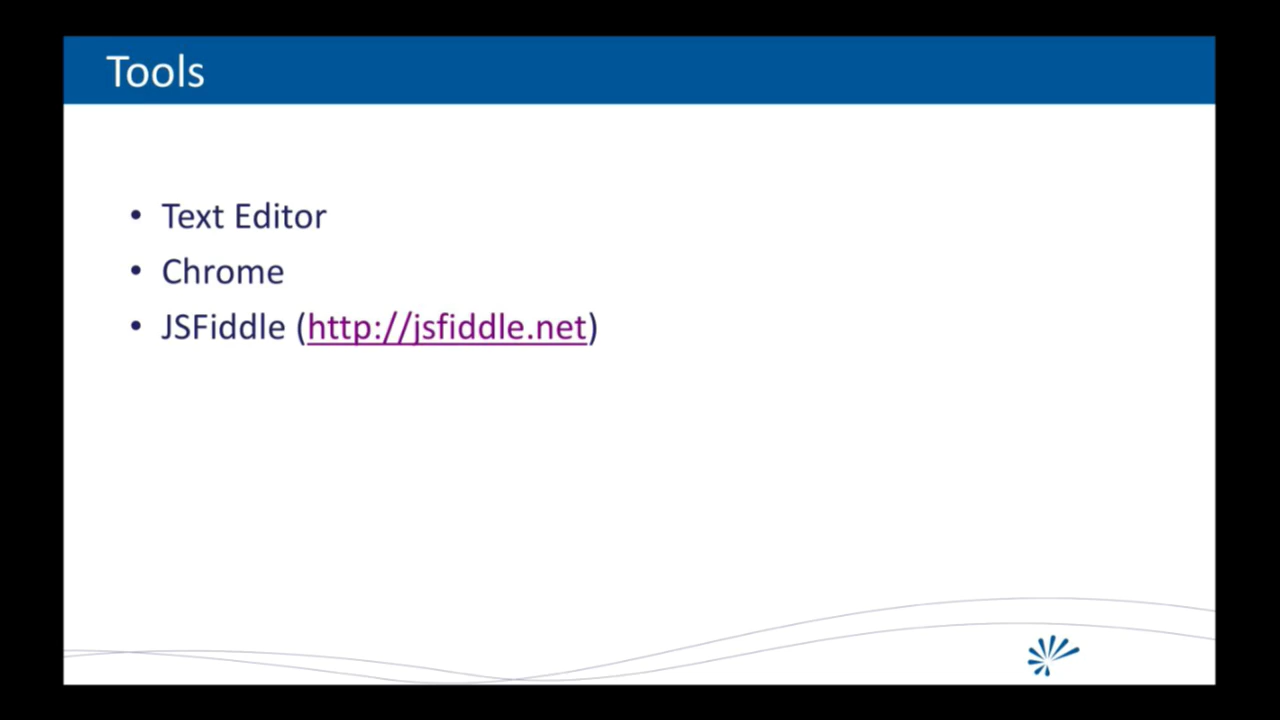 Tools
• Text Editor
• Chrome
• JSFiddle (http://jsfiddle.net)